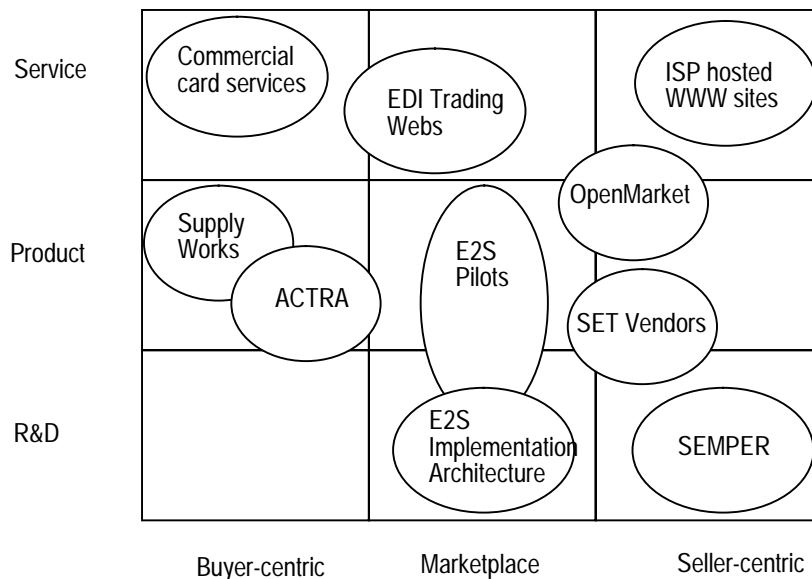 Service
Commercial
card services
EDI Trading
Webs
ISP hosted
WWW sites
Product
Supply
Works
ACTRA
E2S
Pilots
OpenMarket
SET Vendors
R&D
E2S
Implementation
Architecture
SEMPER
Buyer-centric
Marketplace
Seller-centric